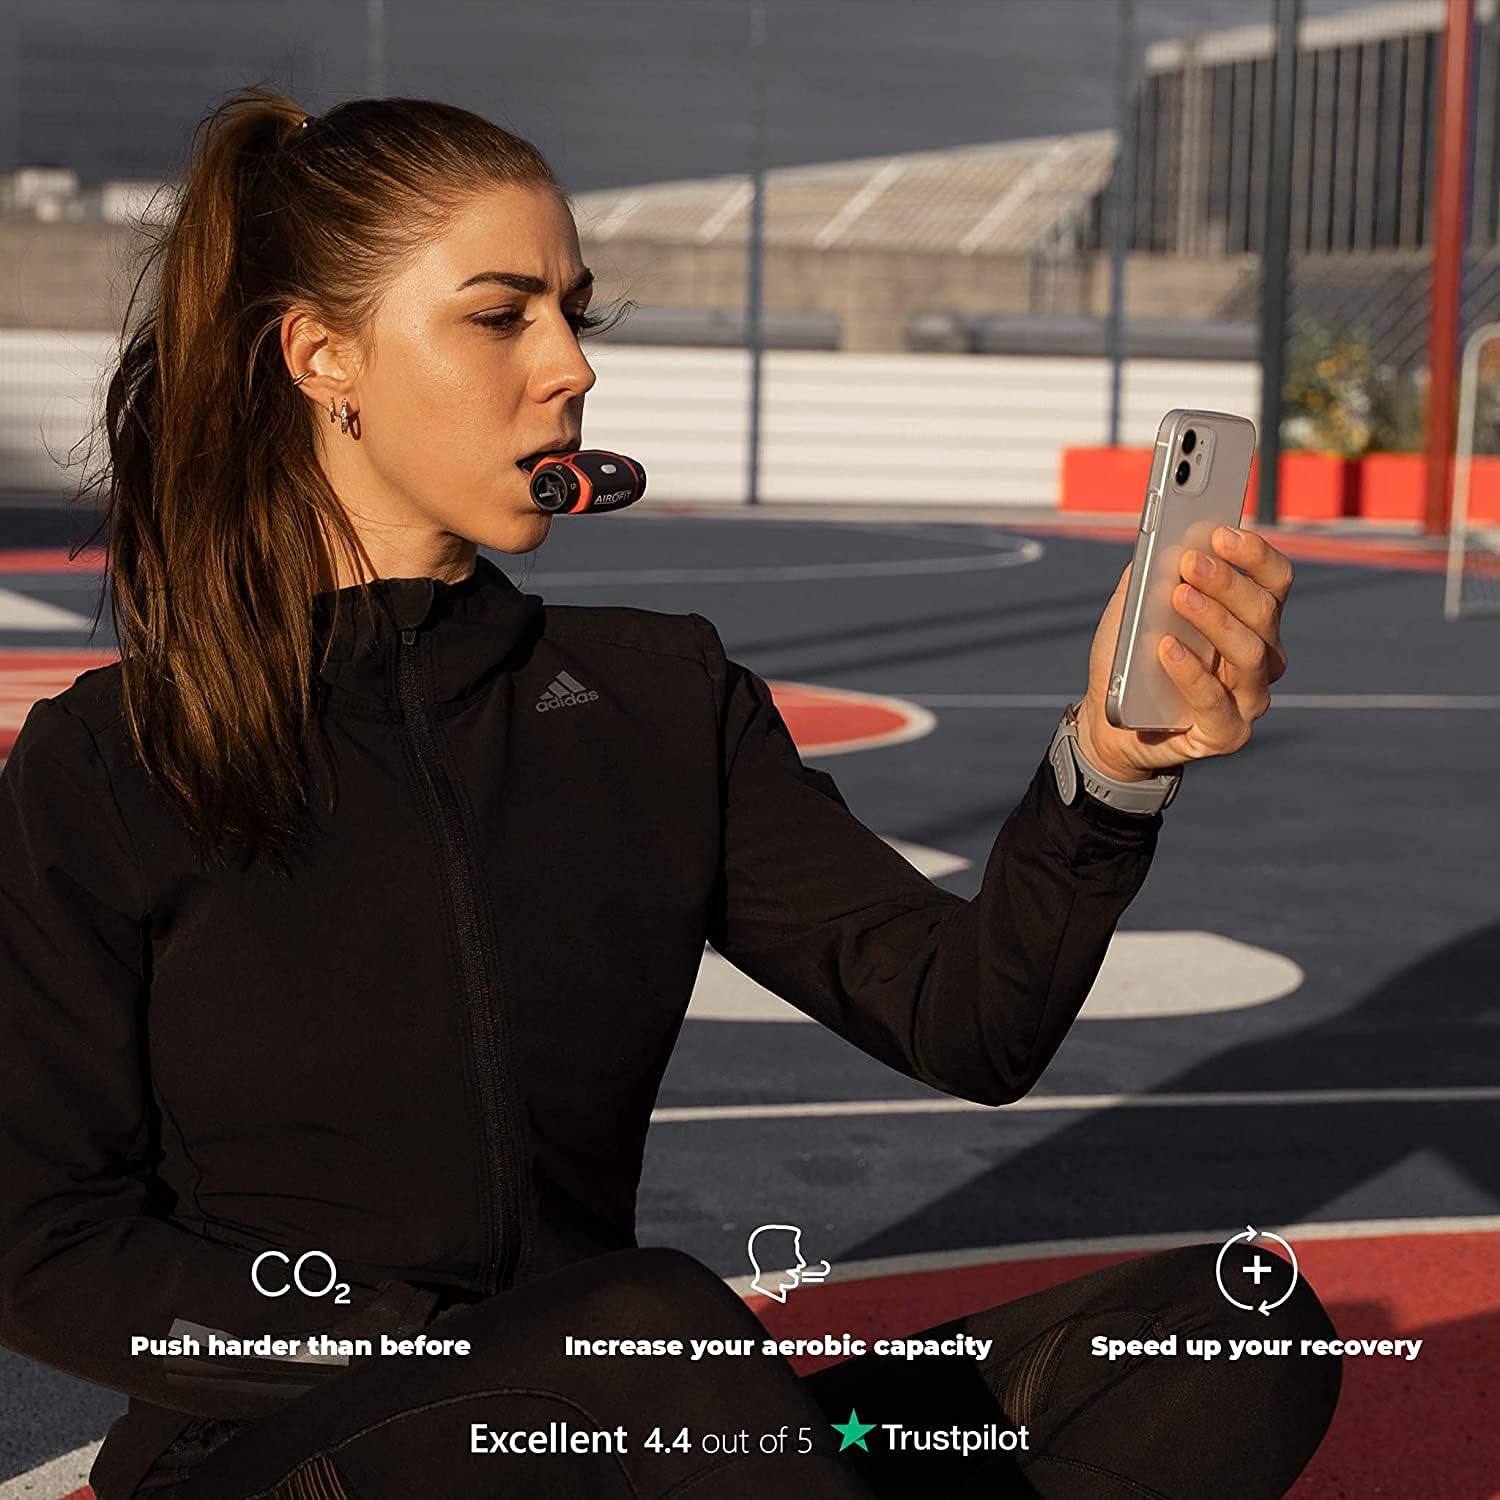 AIROFIT
adidas
CO₂
Push harder than before
Increase your aerobic capacity
Speed up your recovery
Excellent 4.4 out of 5 Trustpilot